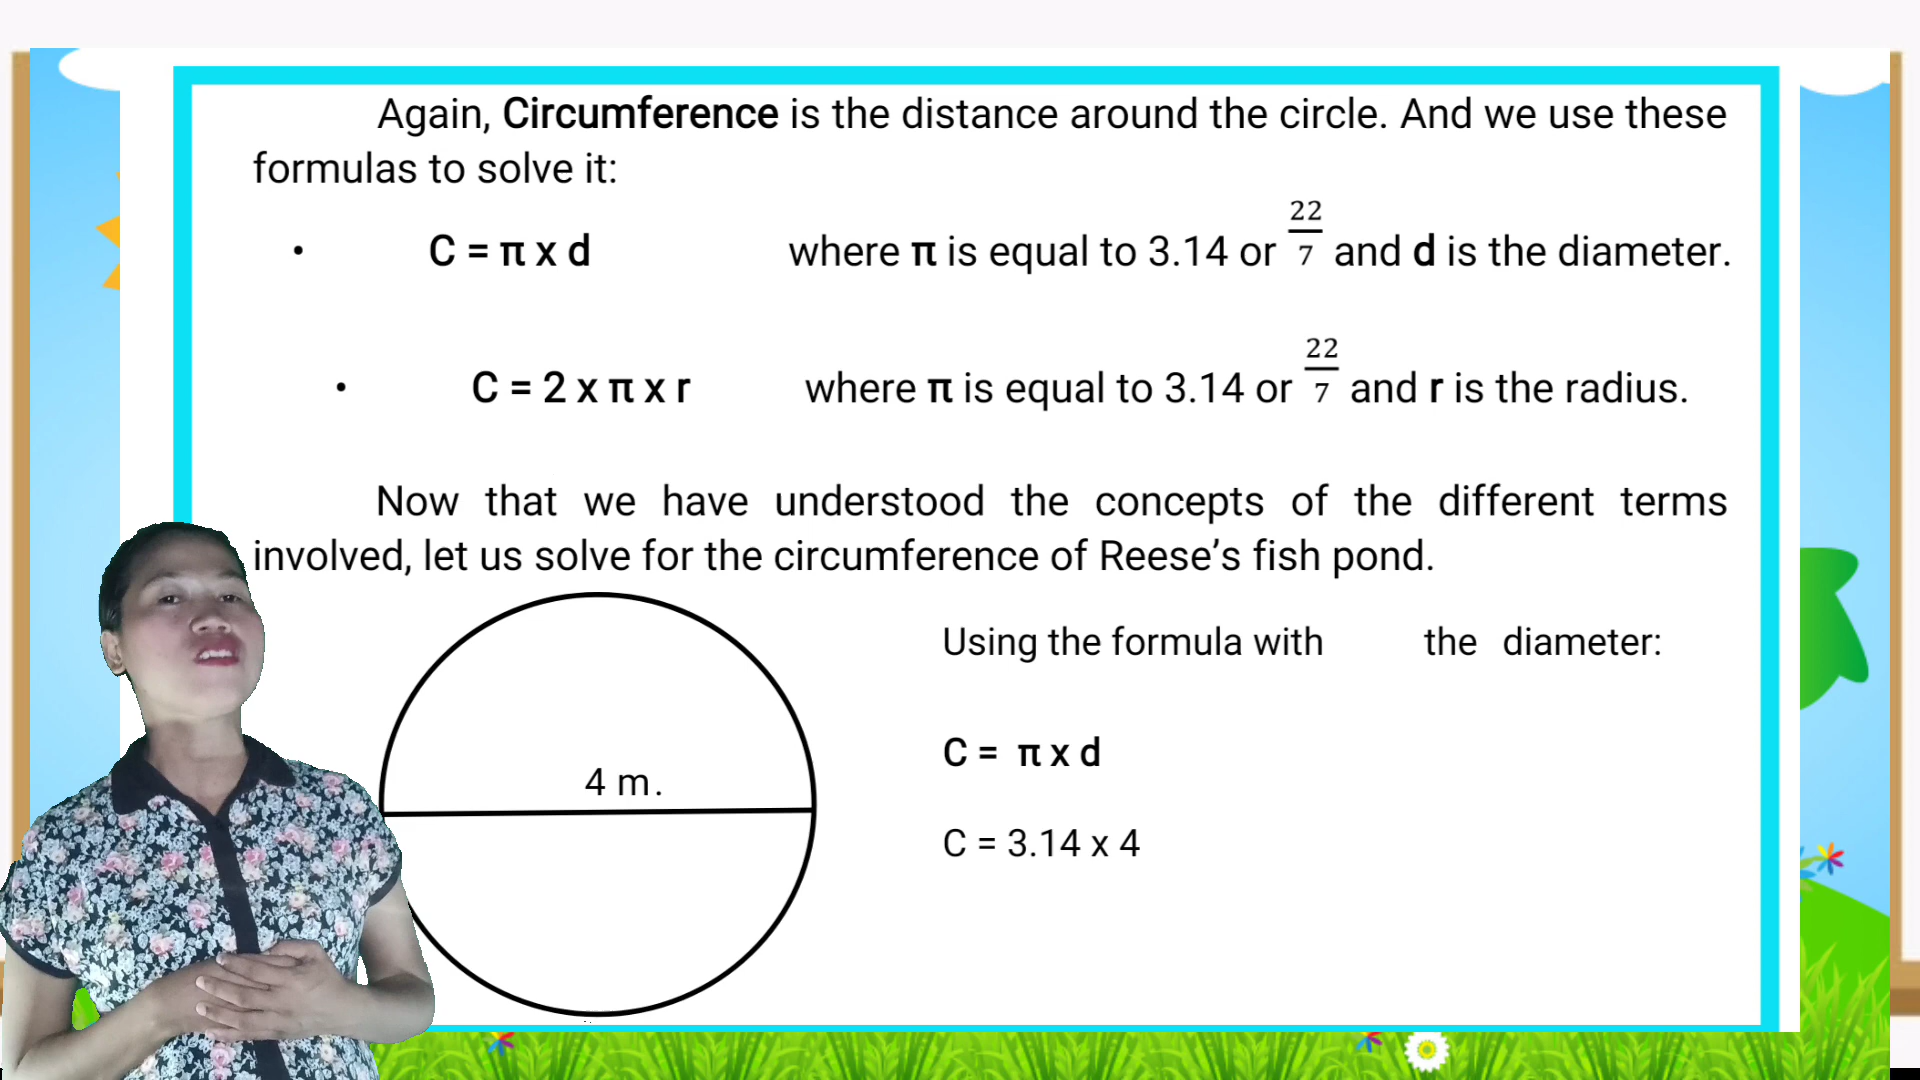 Again, Circumference is the distance around the circle. And we use these
formulas to solve it:
• C = π x d where π is equal to 3.14 or 22/7 and d is the diameter.
• C = 2 x π x r where π is equal to 3.14 or 22/7 and r is the radius.
Now that we have understood the concepts of the different terms
involved, let us solve for the circumference of Reese’s fish pond.
4 m.
Using the formula with the diameter:
C = π x d
C = 3.14 x 4